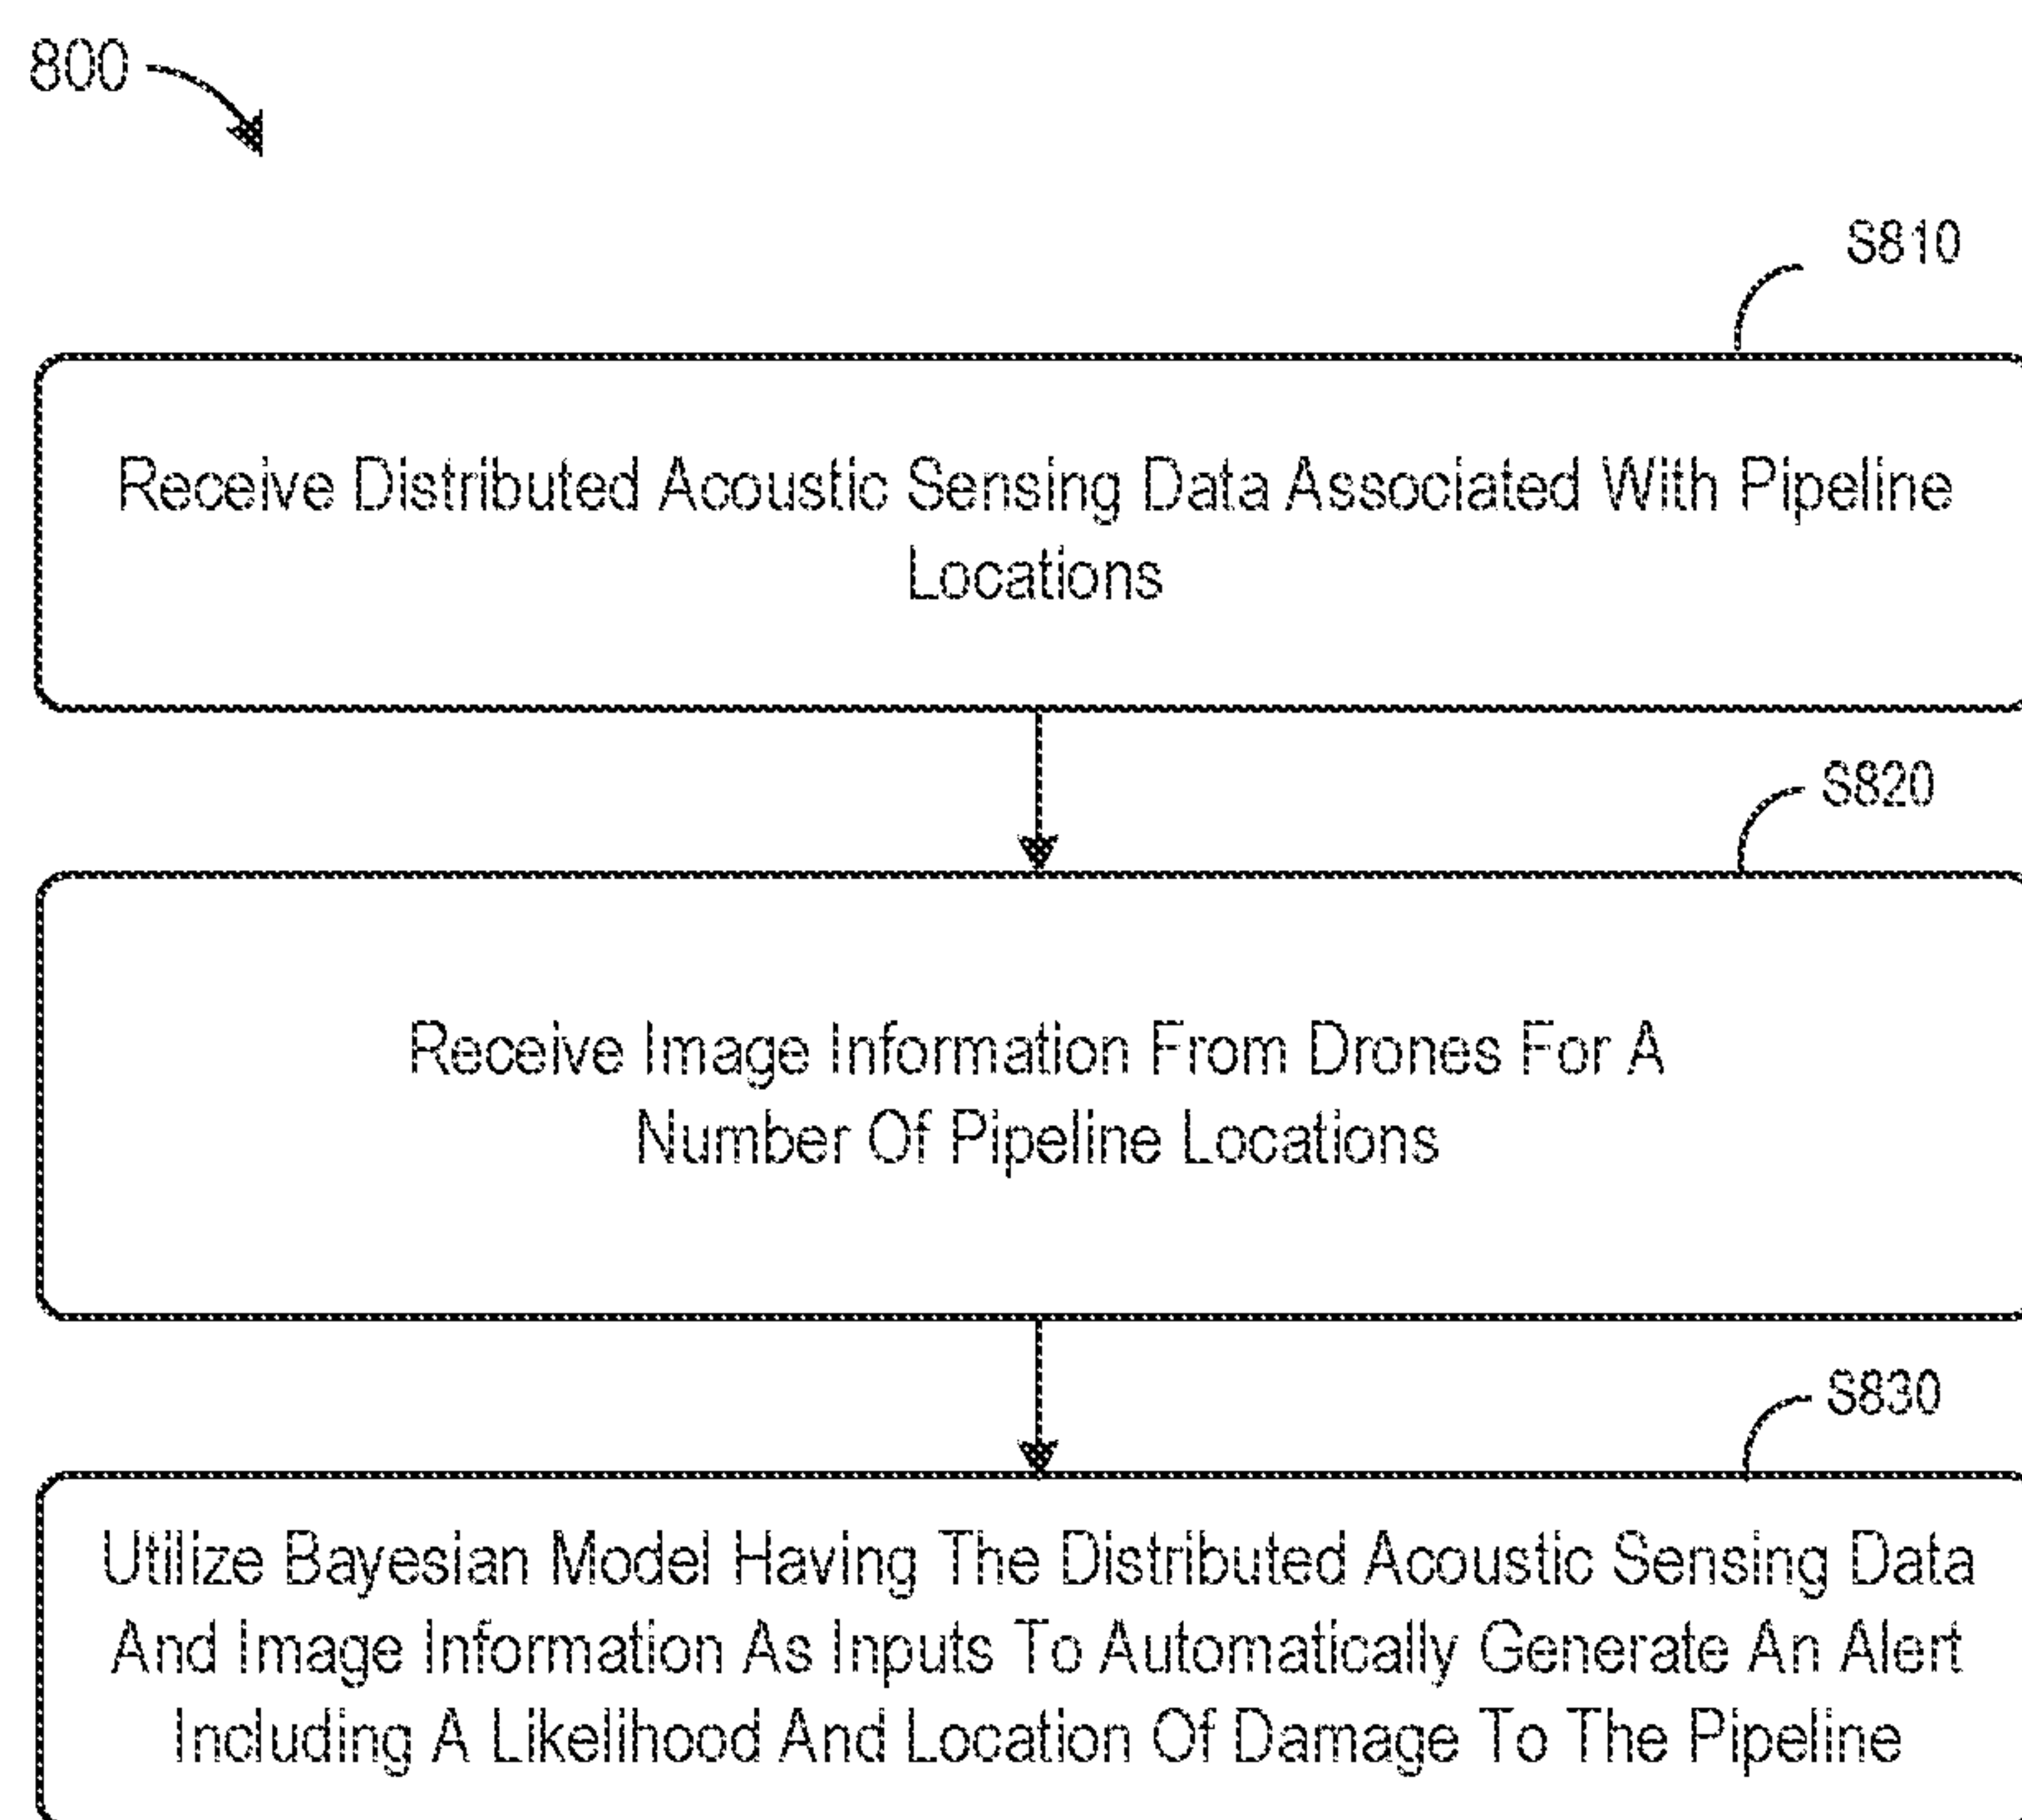 800
S810
Receive Distributed Acoustic Sensing Data Associated With Pipeline
Locations
S820
Receive Image Information From Drones For A
Number Of Pipeline Locations
S830
Utilize Bayesian Model Having The Distributed Acoustic Sensing Data
And Image Information As Inputs To Automatically Generate An Alert
Including A Likelihood And Location Of Damage To The Pipeline